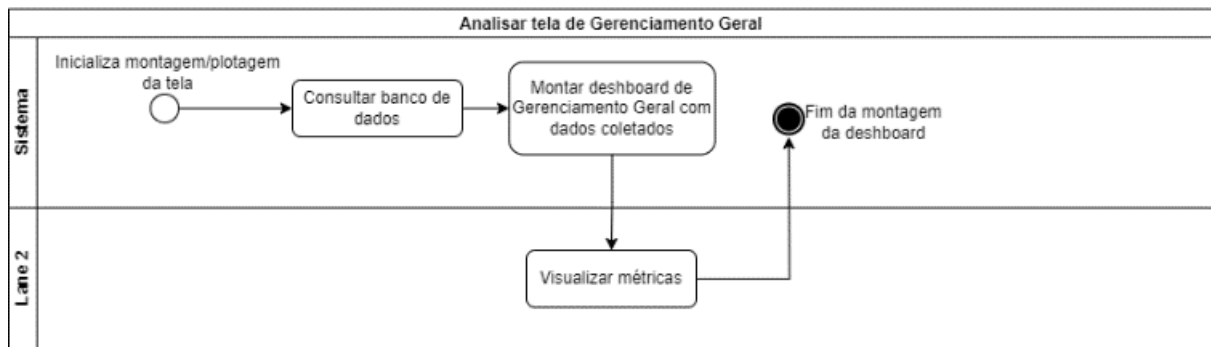 Analisar tela de Gerenciamento Geral
Sistema
Inicializa montagem/plotagem
da tela
Consultar banco de
dados
Montar deshboard de
Gerenciamento Geral com
dados coletados
Fim da montagem
da deshboard
Lane 2
Visualizar métricas